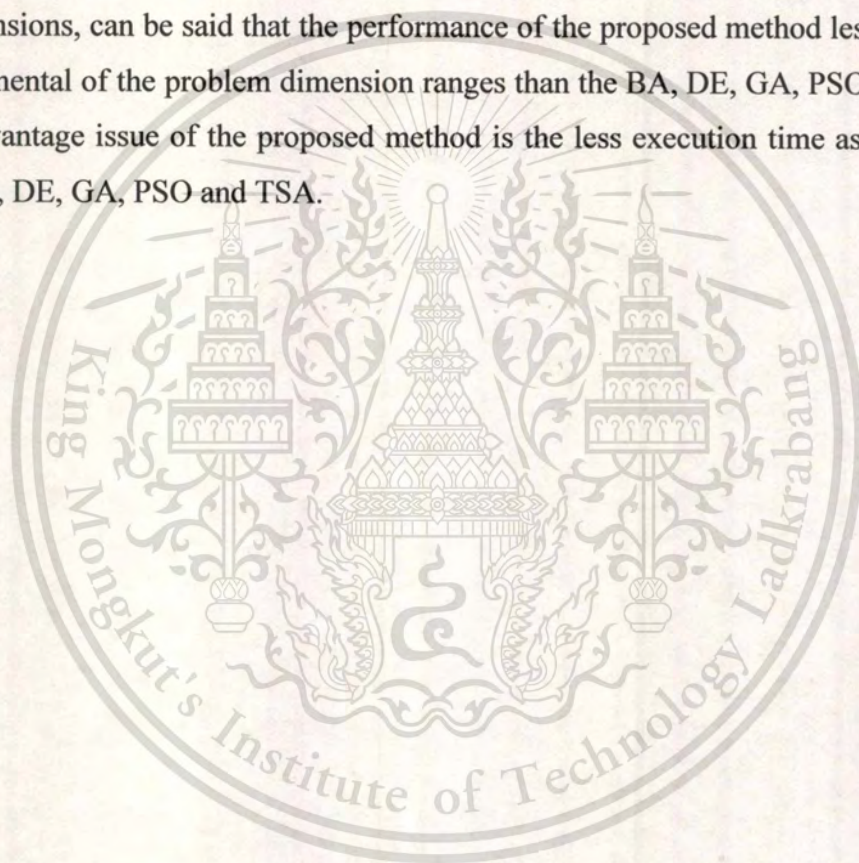 nsions, can be said that the performance of the proposed method les
nental of the problem dimension ranges than the BA, DE, GA, PSO
vantage issue of the proposed method is the less execution time as
, DE, GA, PSO and TSA.
King Mongkut's Institute of Technology Ladkrabang